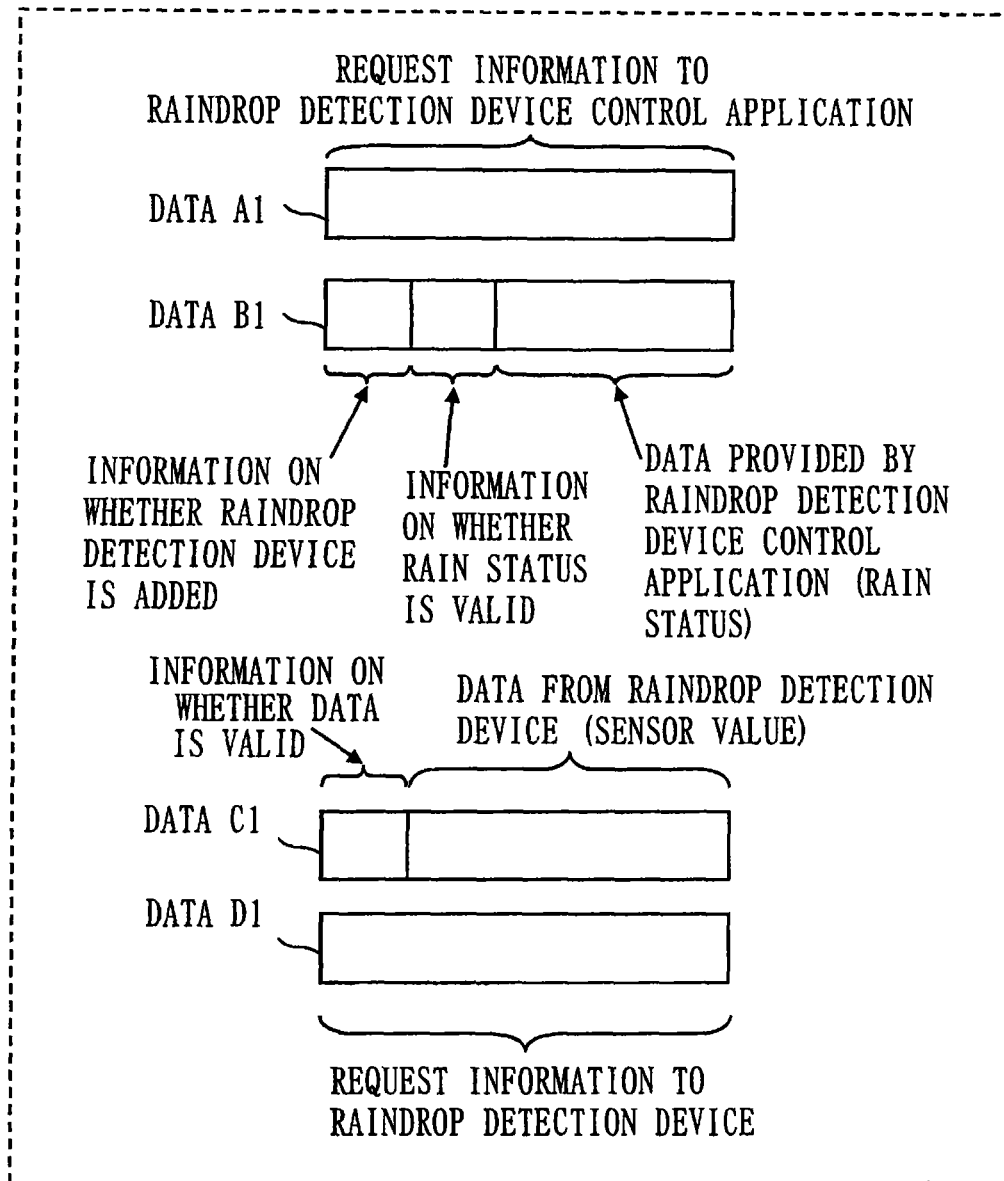 REQUEST INFORMATION TO
RAINDROP DETECTION DEVICE CONTROL APPLICATION
DATA A1
DATA B1
INFORMATION ON
WHETHER RAINDROP
DETECTION DEVICE
IS ADDED
INFORMATION
ON WHETHER
RAIN STATUS
IS VALID
DATA PROVIDED BY
RAINDROP DETECTION
DEVICE CONTROL
APPLICATION (RAIN
STATUS)
INFORMATION ON
WHETHER DATA
IS VALID
DATA FROM RAINDROP DETECTION
DEVICE (SENSOR VALUE)
DATA C1
DATA D1
REQUEST INFORMATION TO
RAINDROP DETECTION DEVICE